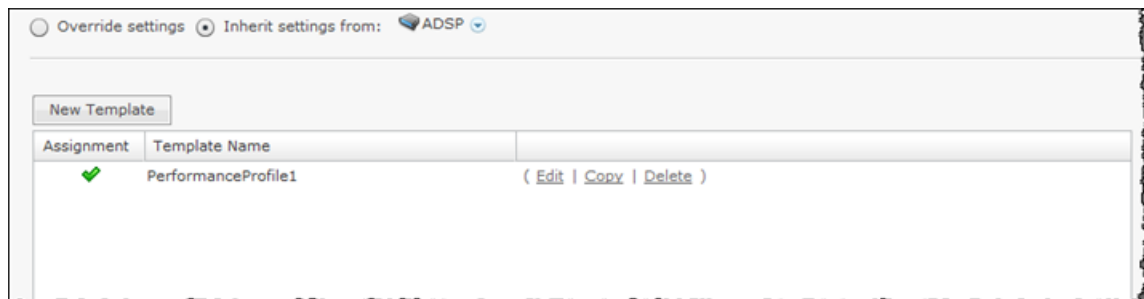 Override settings Inherit settings from: ADSP
New Template
Assignment Template Name
PerformanceProfile1 ( Edit | Copy | Delete )